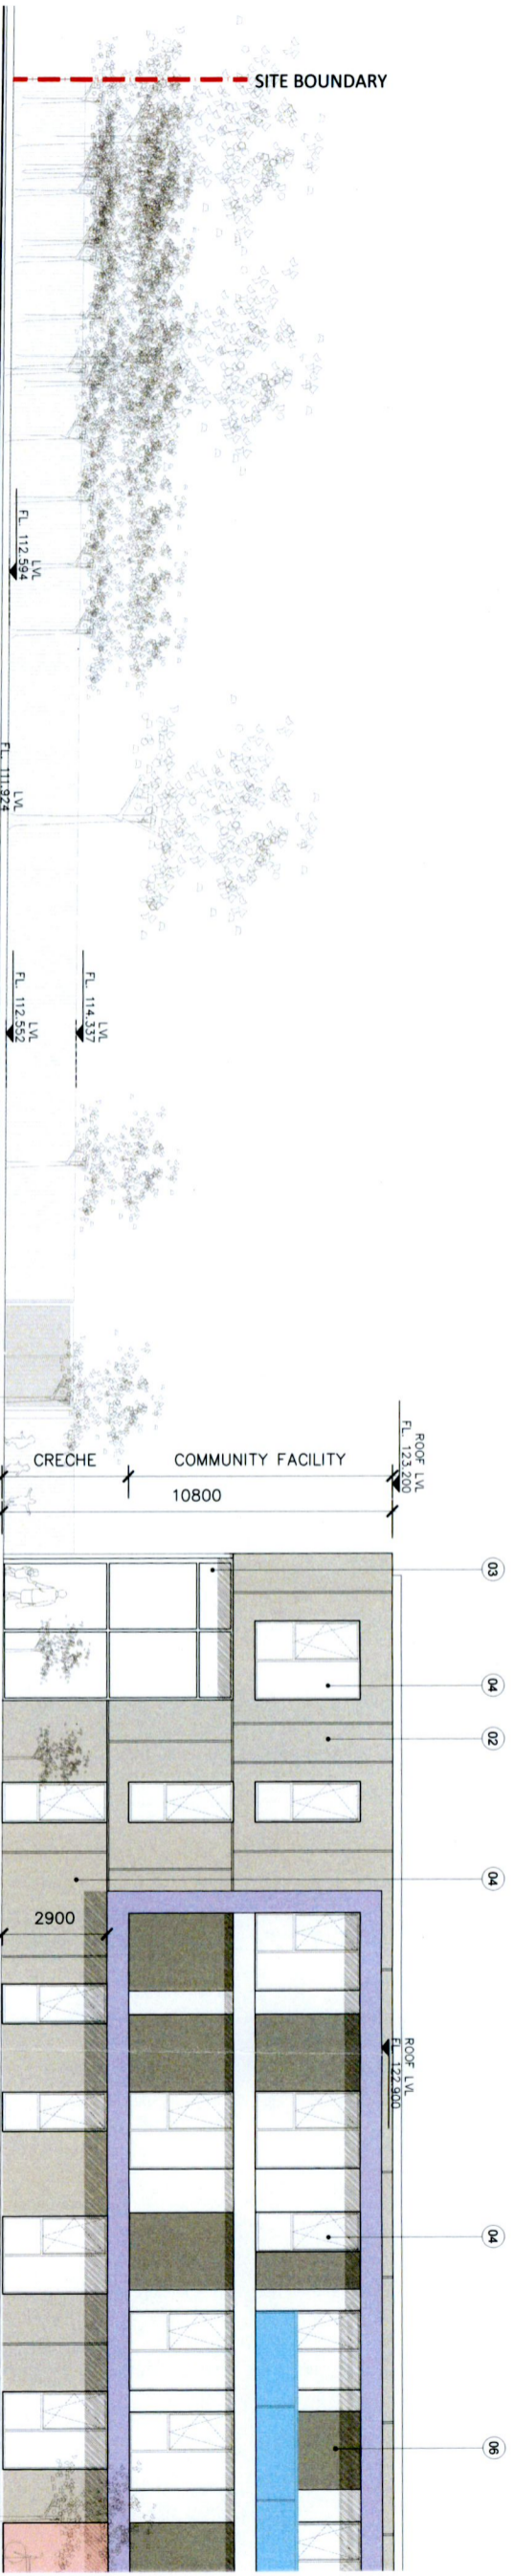 SITE BOUNDARY
LVL
FL. 112.594
LVL
FL. 111.924
LVL
FL. 114.337
LVL
FL. 112.552
ROOF LVL
FL. 123.200
CRECHE
COMMUNITY FACILITY
10800
03
04
02
04
2900
ROOF LVL
FL. 122.900
04
06